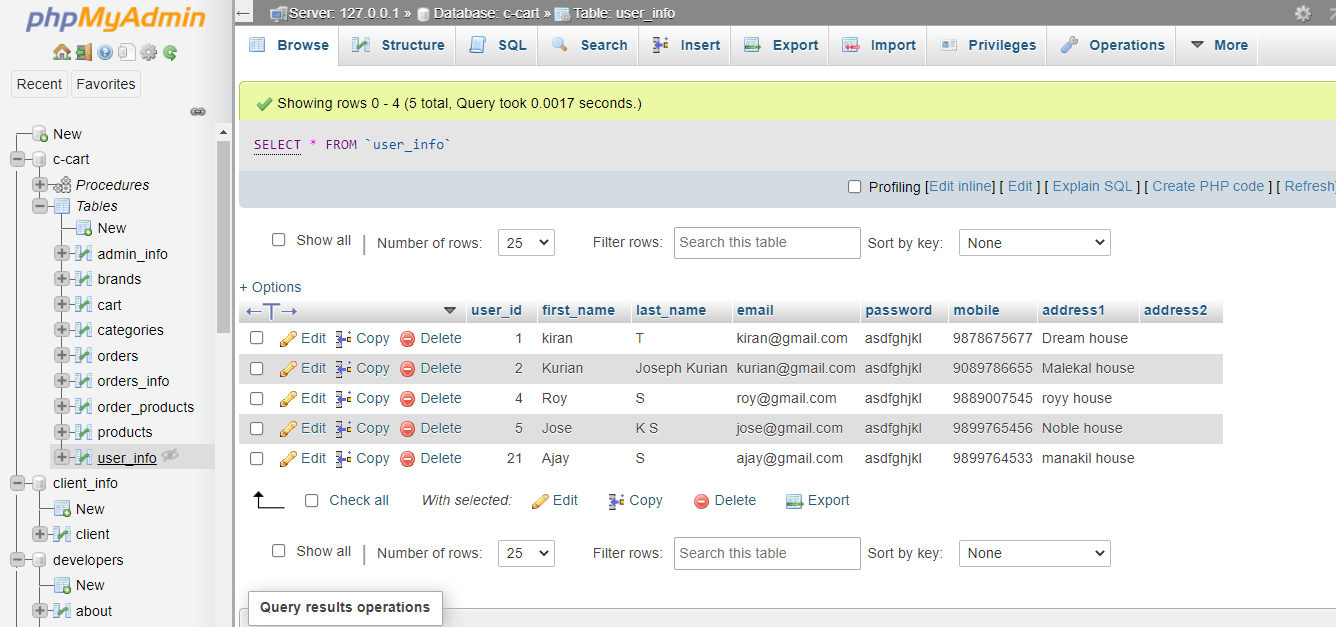 phpMyAdmin
Recent Favorites
New
c-cart
Procedures
Tables
New
admin_info
brands
cart
categories
orders
orders_info
order_products
products
user_info
client_info
New
client
developers
New
about
Server: 127.0.0.1 » Database: c-cart » Table: user_info
Browse Structure SQL Search Insert Export Import Privileges Operations More
Showing rows 0 - 4 (5 total, Query took 0.0017 seconds.)
SELECT * FROM `user_info`
Profiling [Edit inline] [ Edit ] [ Explain SQL ] [ Create PHP code ] [ Refresh]
Show all | Number of rows: 25 Filter rows: Search this table Sort by key: None
+ Options
←T→ user_id first_name last_name email password mobile address1 address2
Edit Copy Delete 1 kiran T kiran@gmail.com asdfghjkl 9878675677 Dream house
Edit Copy Delete 2 Kurian Joseph Kurian kurian@gmail.com asdfghjkl 9089786655 Malekal house
Edit Copy Delete 4 Roy S roy@gmail.com asdfghjkl 9889007545 royy house
Edit Copy Delete 5 Jose K S jose@gmail.com asdfghjkl 9899765456 Noble house
Edit Copy Delete 21 Ajay S ajay@gmail.com asdfghjkl 9899764533 manakil house
Check all With selected: Edit Copy Delete Export
Show all | Number of rows: 25 Filter rows: Search this table Sort by key: None
Query results operations